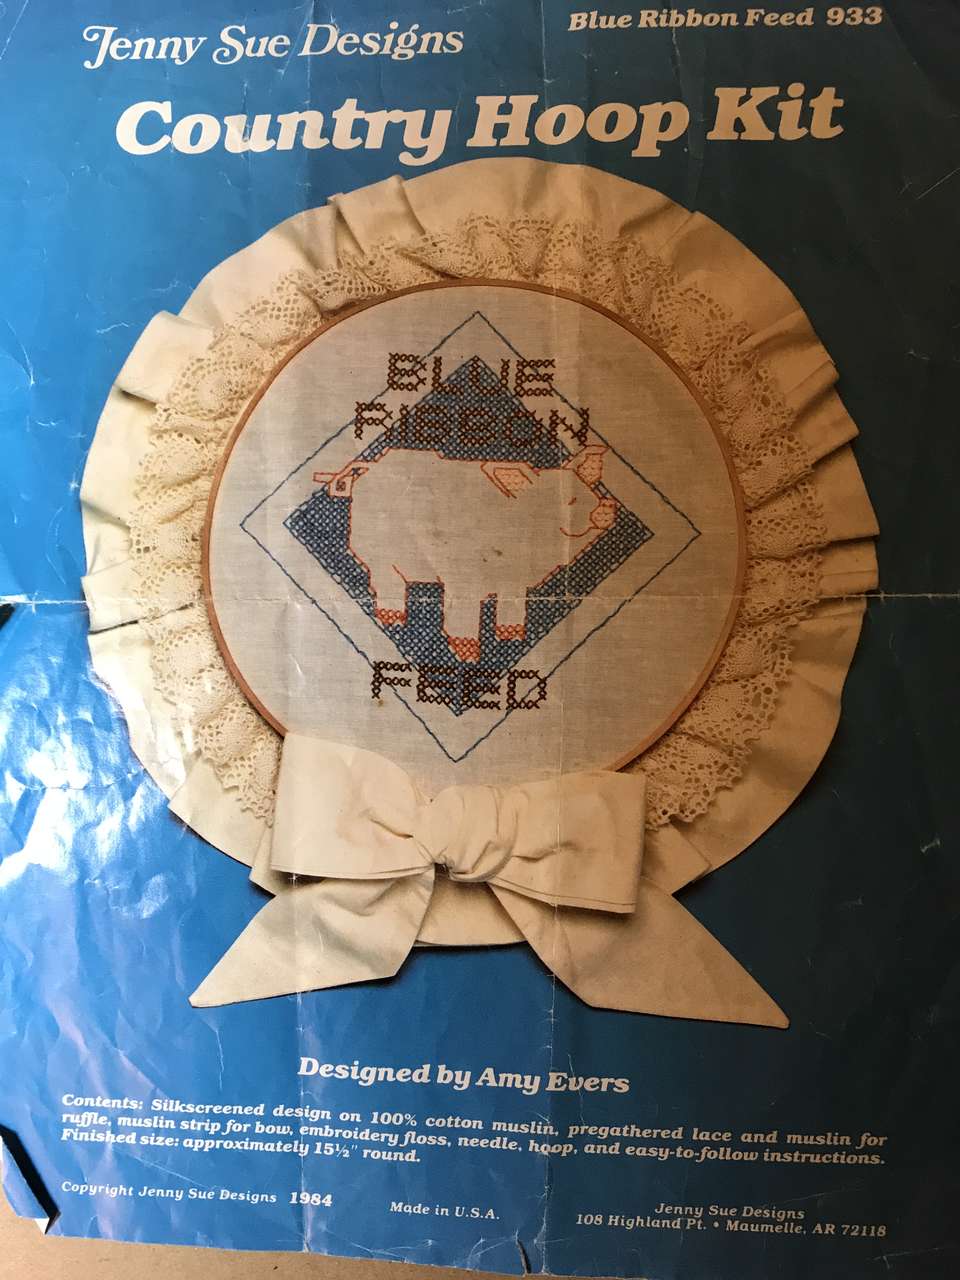 Jenny Sue Designs
Blue Ribbon Feed 933
Country Hoop Kit
BLUE
RIBBON
FEED
Designed by Amy Evers
Contents: Silkscreened design on 100% cotton muslin, pregathered lace and muslin for
ruffle, muslin strip for bow, embroidery floss, needle, hoop, and easy-to-follow instructions.
Finished size: approximately 15½" round.
Copyright Jenny Sue Designs 1984
Made in U.S.A.
Jenny Sue Designs
108 Highland Pt. • Maumelle, AR 72118